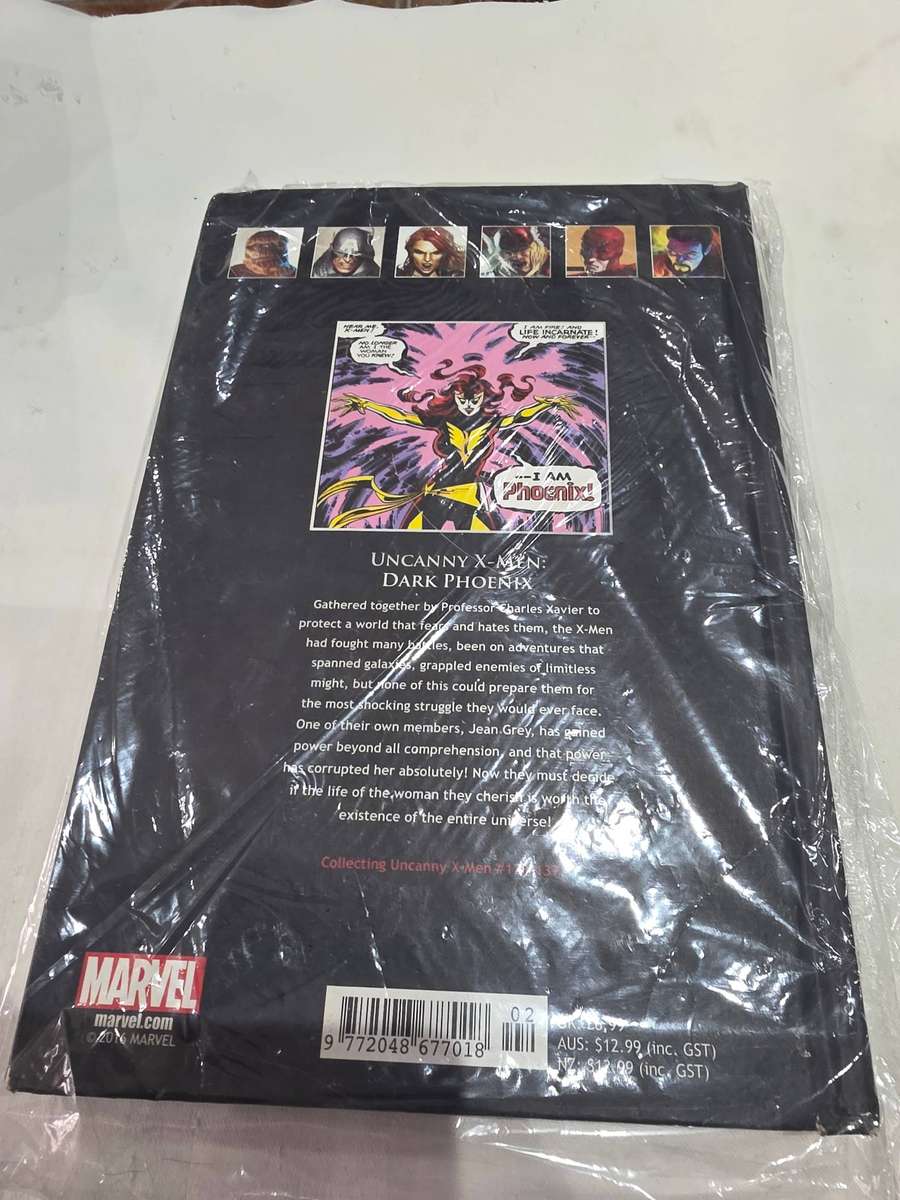 HEAR ME, X-MEN!
NO LONGER
AM I THE
WOMAN YOU
KNEW!
I AM FIRE! AND
LIFE INCARNATE!
NOW AND FOREVER--
--I AM
Phoenix!
UNCANNY X-MEN:
DARK PHOENIX
Gathered together by Professor Charles Xavier to
protect a world that fears and hates them, the X-Men
had fought many battles, been on adventures that
spanned galaxies, grappled enemies of limitless
might, but none of this could prepare them for
the most shocking struggle they would ever face.
One of their own members, Jean Grey, has gained
power beyond all comprehension, and that power
has corrupted her absolutely! Now they must decide
if the life of the woman they cherish is worth the
existence of the entire universe!
Collecting Uncanny X-Men
MARVEL
marvel.com
© 2016 MARVEL
02
9 772048 677018
AUS: $12.99 (inc. GST)
NZ: $12.99 (inc. GST)